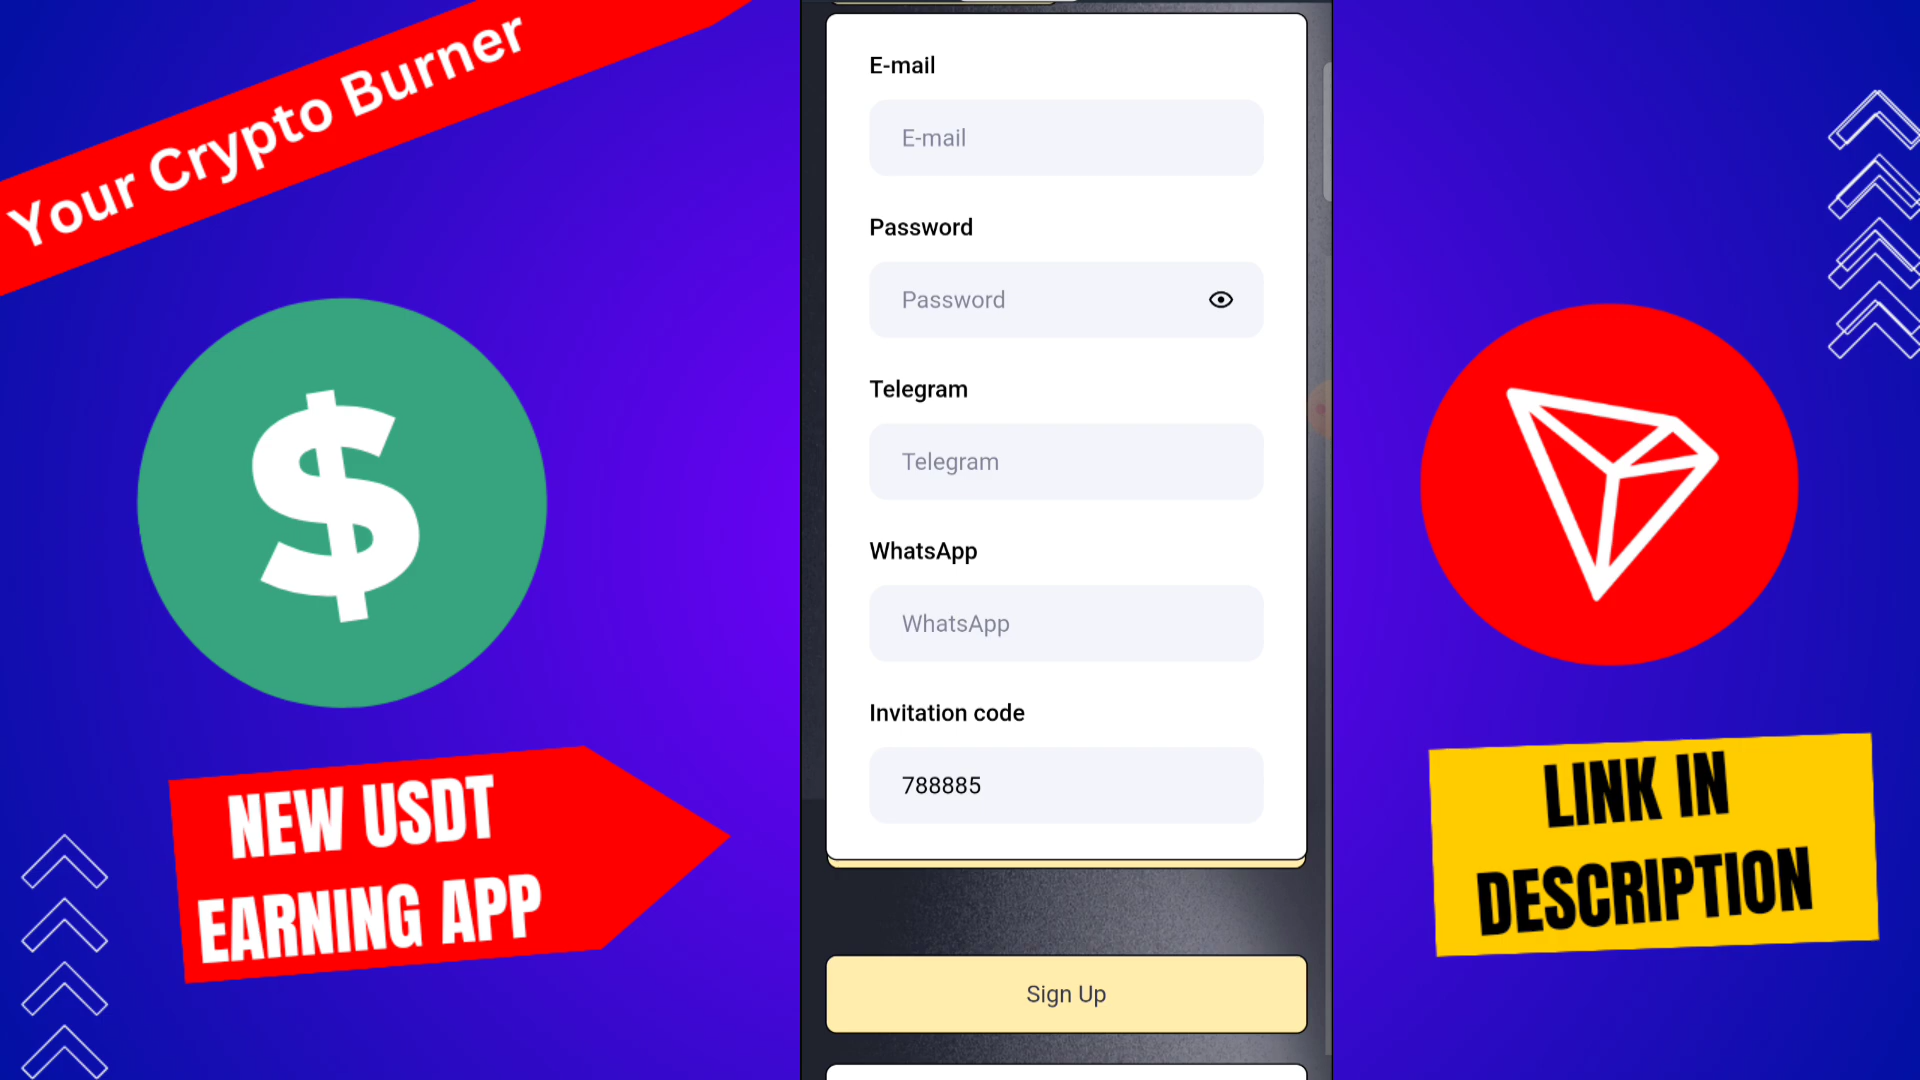 Your Crypto Burner
$
NEW USDT
EARNING APP
E-mail
E-mail
Password
Password
Telegram
Telegram
WhatsApp
WhatsApp
Invitation code
788885
Sign Up
LINK IN
DESCRIPTION